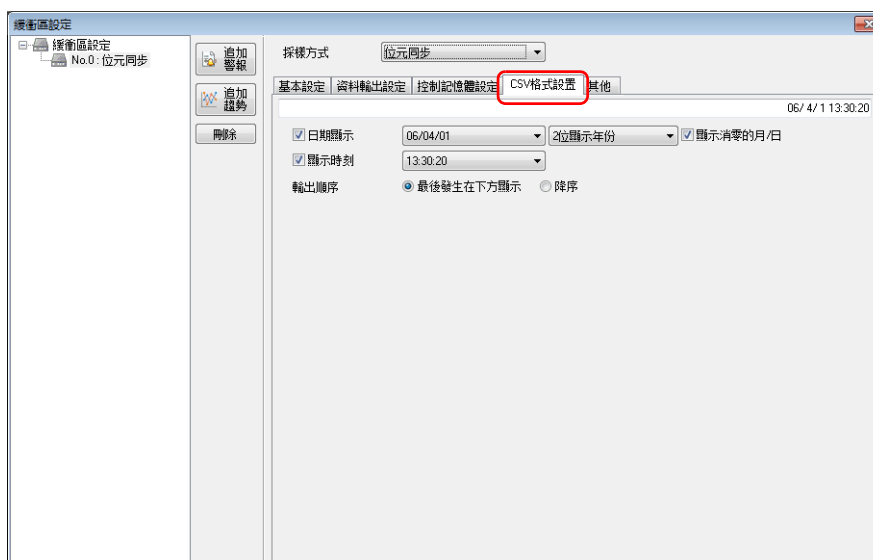 緩衝區設定
緩衝區設定
No.0 : 位元同步
追加
警報
追加
趨勢
刪除
採樣方式 位元同步
基本設定 資料輸出設定 控制記憶體設定 CSV格式設置 其他
06/ 4/ 1 13:30:20
日期顯示 06/04/01 2位顯示年份 顯示消零的月/日
顯示時刻 13:30:20
輸出順序 最後發生在下方顯示 降序